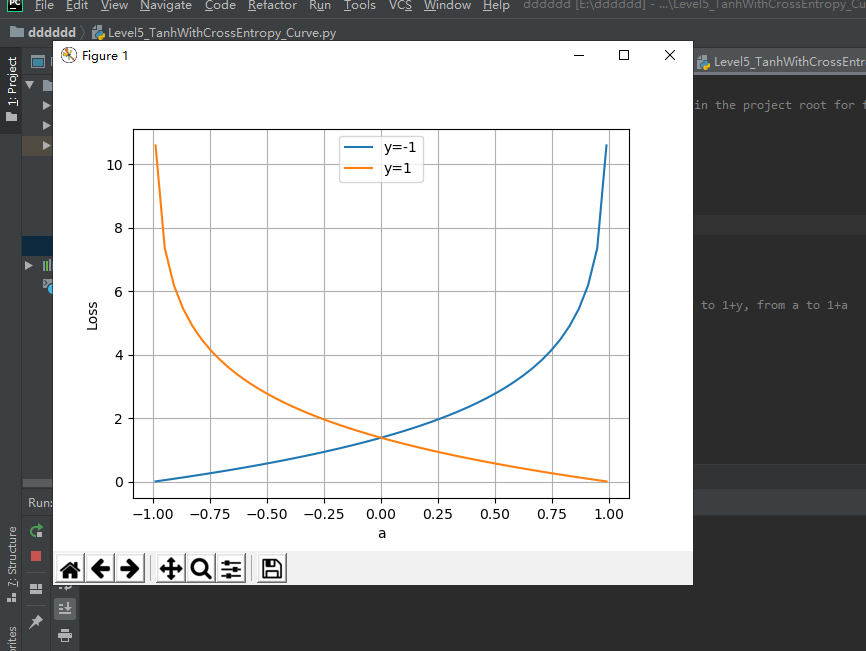 File Edit View Navigate Code Refactor Run Tools VCS Window Help dddddd [E:\dddddd] - ...\Level5_TanhWithCrossEntropy_Cu
dddddd Level5_TanhWithCrossEntropy_Curve.py
1: Project
Figure 1
Level5_TanhWithCrossEntr
in the project root for
to 1+y, from a to 1+a
y=-1
y=1
Loss
10
8
6
4
2
0
−1.00 −0.75 −0.50 −0.25 0.00 0.25 0.50 0.75 1.00
a
Run:
7: Structure